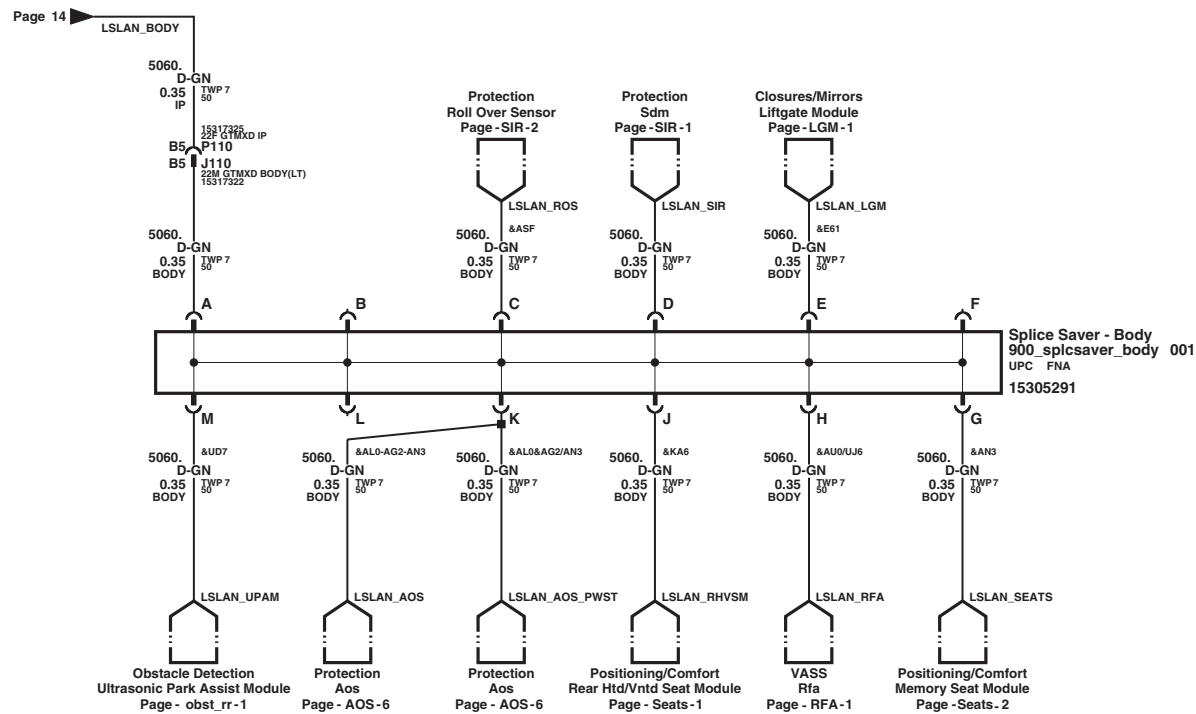 Page 14
LSLAN_BODY
5060.
D-GN
0.35 TWP 7
IP 50
15317325
22F GTMXD IP
B5 P110
B5 J110
22M GTMXD BODY(LT)
15317322
5060.
D-GN
0.35 TWP 7
BODY 50
A
Protection
Roll Over Sensor
Page - SIR - 2
LSLAN_ROS
&ASF
5060.
D-GN
0.35 TWP 7
BODY 50
Protection
Sdm
Page - SIR - 1
LSLAN_SIR
5060.
D-GN
0.35 TWP 7
BODY 50
Closures/Mirrors
Liftgate Module
Page - LGM - 1
LSLAN_LGM
&E61
5060.
D-GN
0.35 TWP 7
BODY 50
B
C
D
E
F
Splice Saver - Body
900_splcsaver_body 001
UPC FNA
15305291
M
L
K
J
H
G
&UD7
5060.
D-GN
0.35 TWP 7
BODY 50
LSLAN_UPAM
Obstacle Detection
Ultrasonic Park Assist Module
Page - obst_rr - 1
&AL0-AG2-AN3
5060.
D-GN
0.35 TWP 7
BODY 50
LSLAN_AOS
Protection
Aos
Page - AOS - 6
&AL0&AG2/AN3
5060.
D-GN
0.35 TWP 7
BODY 50
LSLAN_AOS_PWST
Protection
Aos
Page - AOS - 6
&KA6
5060.
D-GN
0.35 TWP 7
BODY 50
LSLAN_RHVSM
Positioning/Comfort
Rear Htd/Vntd Seat Module
Page - Seats - 1
&AU0/UJ6
5060.
D-GN
0.35 TWP 7
BODY 50
LSLAN_RFA
VASS
Rfa
Page - RFA - 1
&AN3
5060.
D-GN
0.35 TWP 7
BODY 50
LSLAN_SEATS
Positioning/Comfort
Memory Seat Module
Page - Seats - 2